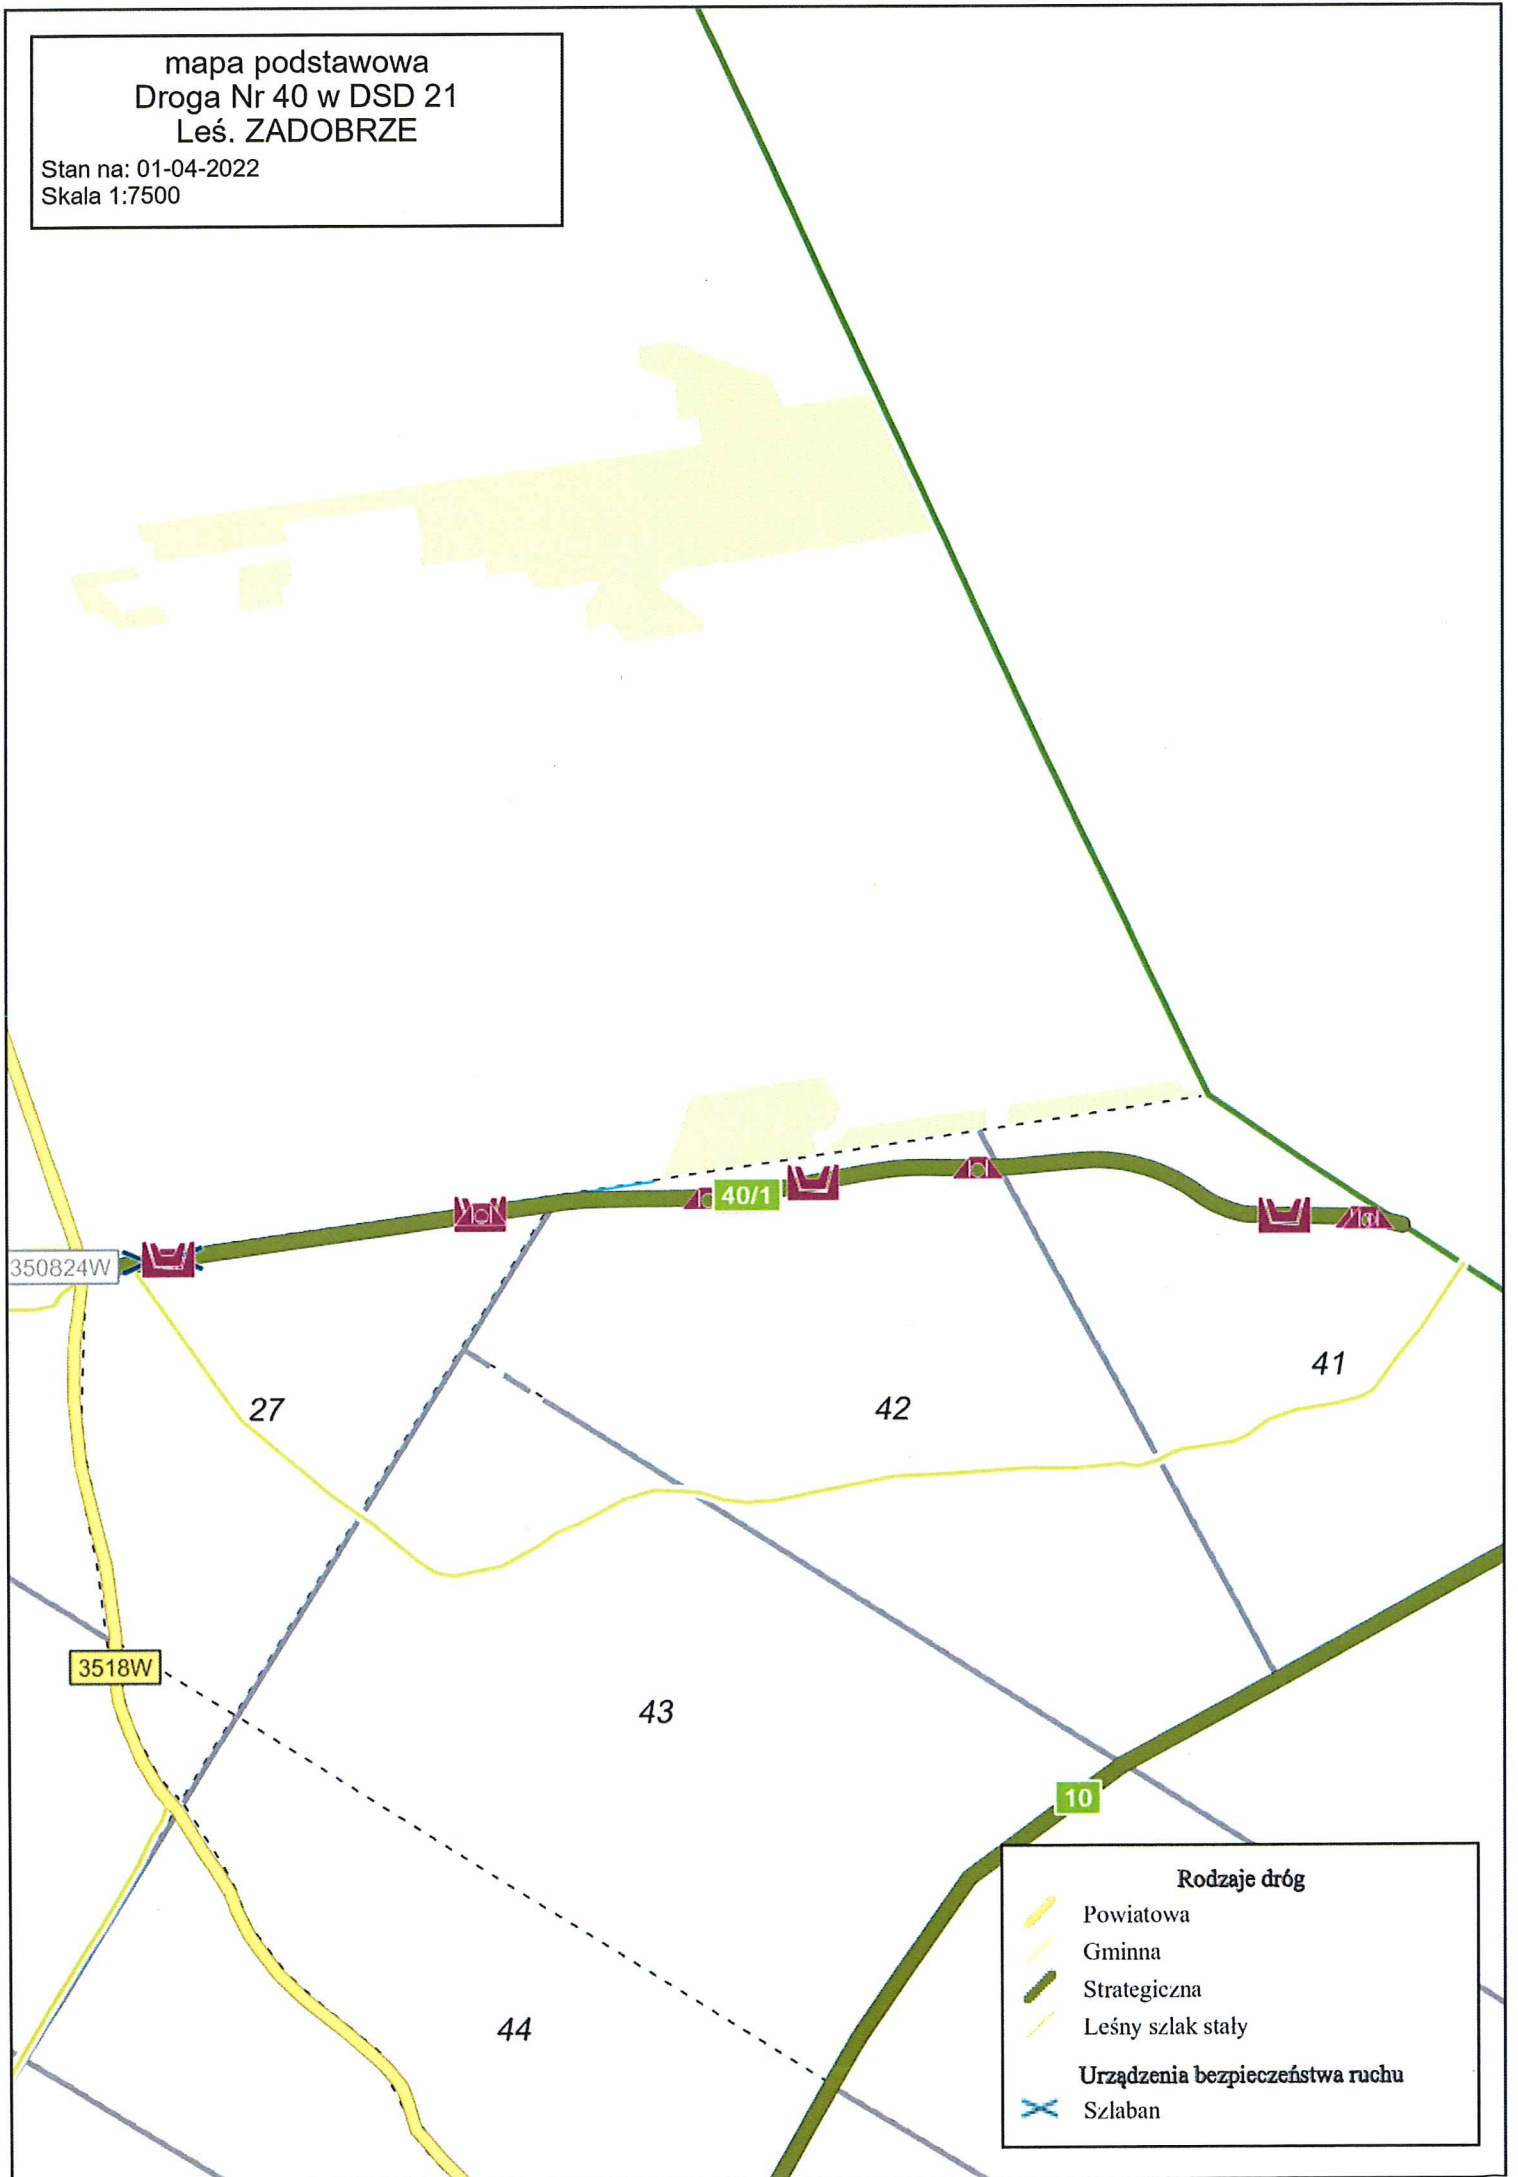 mapa podstawowa
Droga Nr 40 w DSD 21
Leś. ZADOBRZE
Stan na: 01-04-2022
Skala 1:7500
40/1
350824W
41
27
42
3518W
43
10
44
Rodzaje dróg
Powiatowa
Gminna
Strategiczna
Leśny szlak stały
Urządzenia bezpieczeństwa ruchu
Szlaban